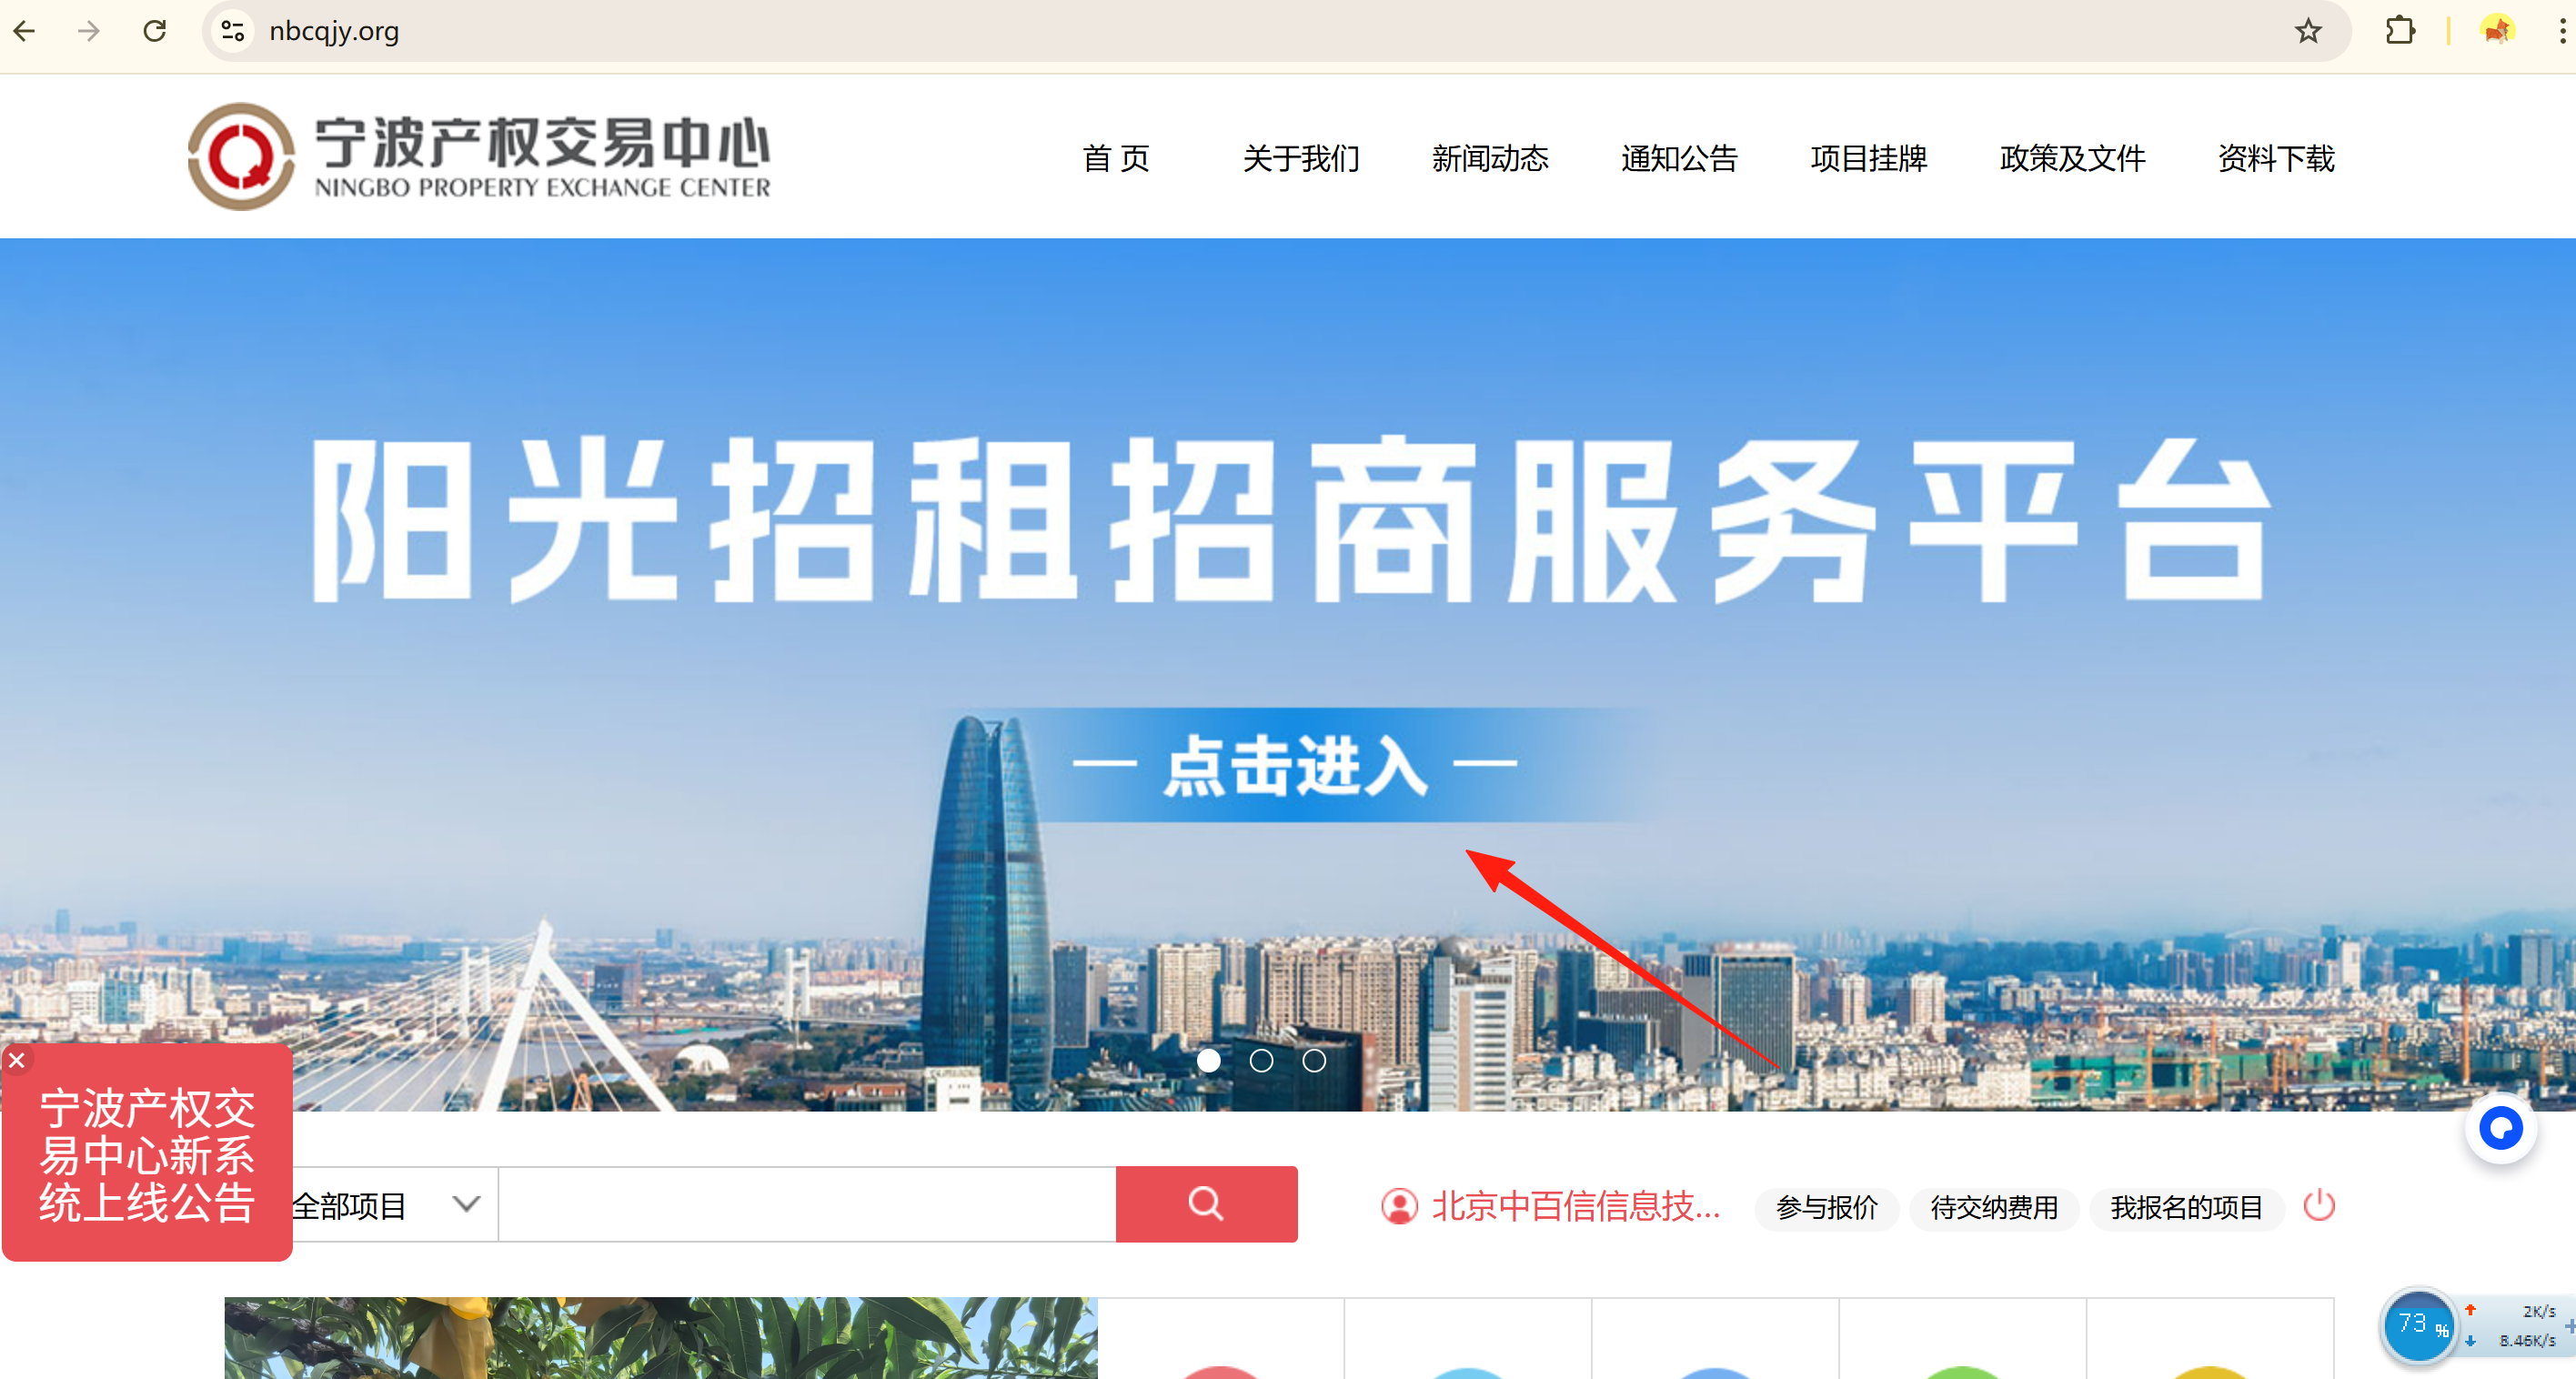 nbcqjy.org
宁波产权交易中心
NINGBO PROPERTY EXCHANGE CENTER
首 页 关于我们 新闻动态 通知公告 项目挂牌 政策及文件 资料下载
阳光招租招商服务平台
点击进入
宁波产权交
易中心新系
统上线公告
全部项目
北京中百信信息技...
参与报价 待交纳费用 我报名的项目
73%
2K/s
8.46K/s